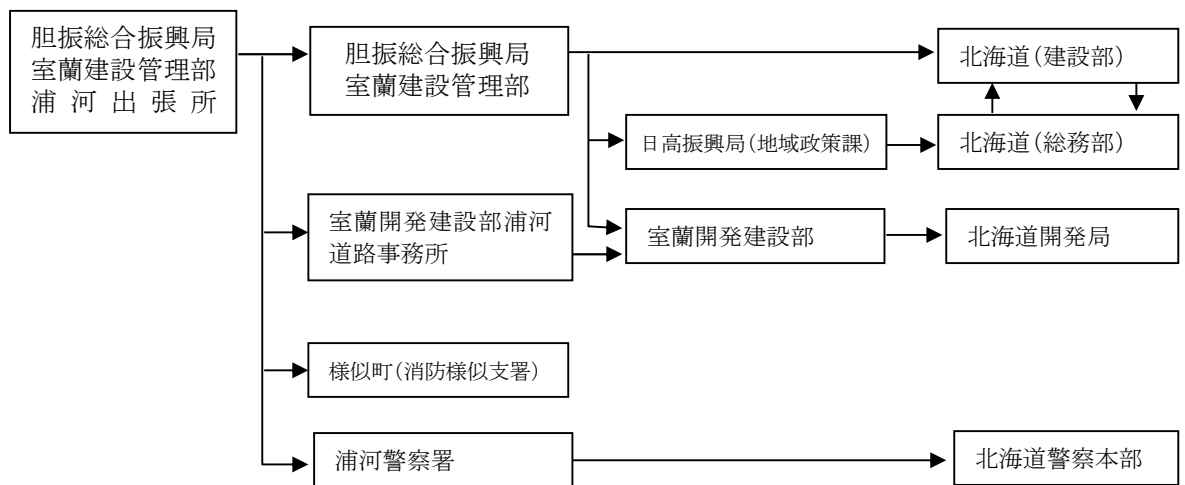 胆振総合振興局
室蘭建設管理部
浦河出張所
胆振総合振興局
室蘭建設管理部
北海道(建設部)
日高振興局(地域政策課)
北海道(総務部)
室蘭開発建設部浦河
道路事務所
室蘭開発建設部
北海道開発局
様似町(消防様似支署)
浦河警察署
北海道警察本部